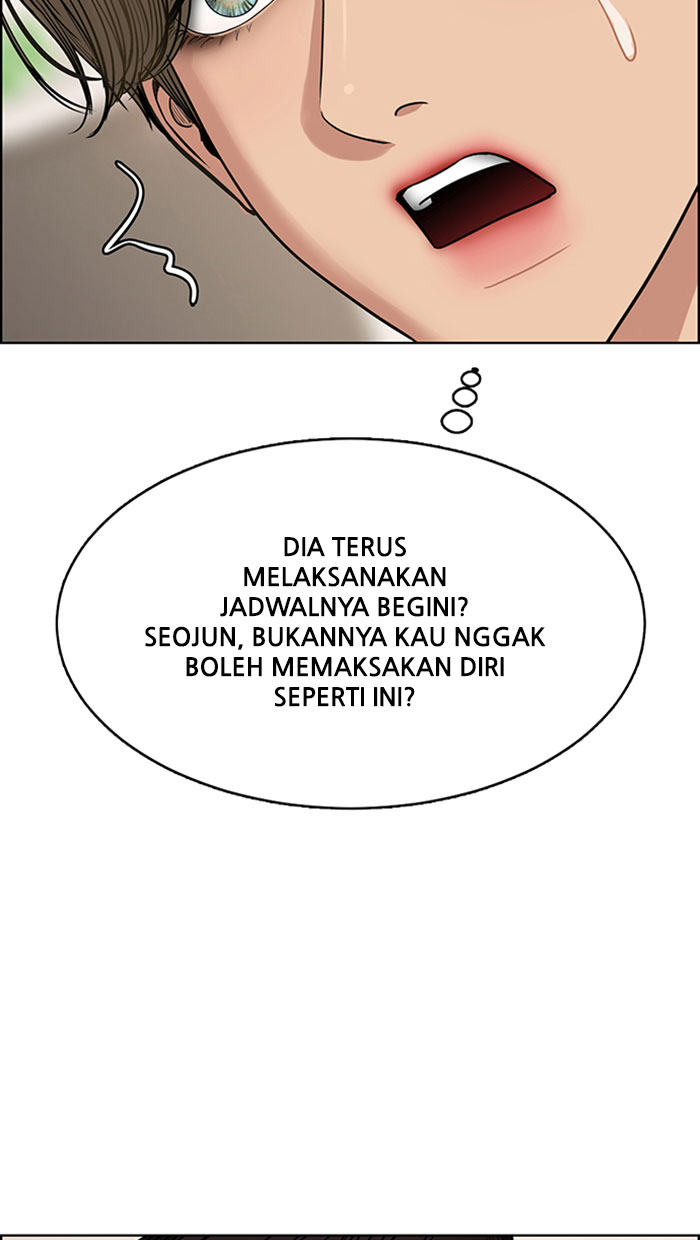 DIA TERUS
MELAKSANAKAN
JADWALNYA BEGINI?
SEOJUN, BUKANNYA KAU NGGAK
BOLEH MEMAKSAKAN DIRI
SEPERTI INI?